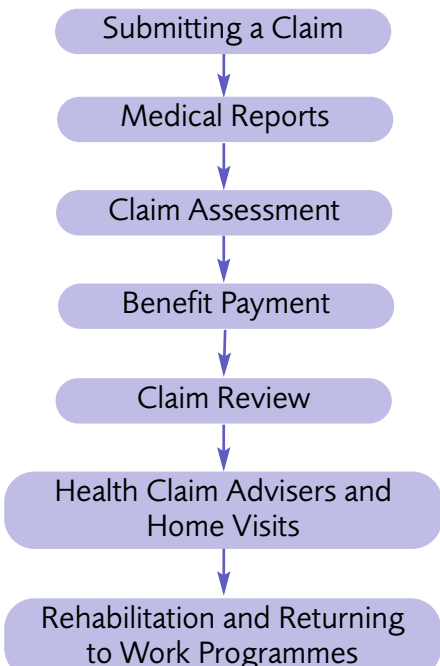 Submitting a Claim
Medical Reports
Claim Assessment
Benefit Payment
Claim Review
Health Claim Advisers and
Home Visits
Rehabilitation and Returning
to Work Programmes